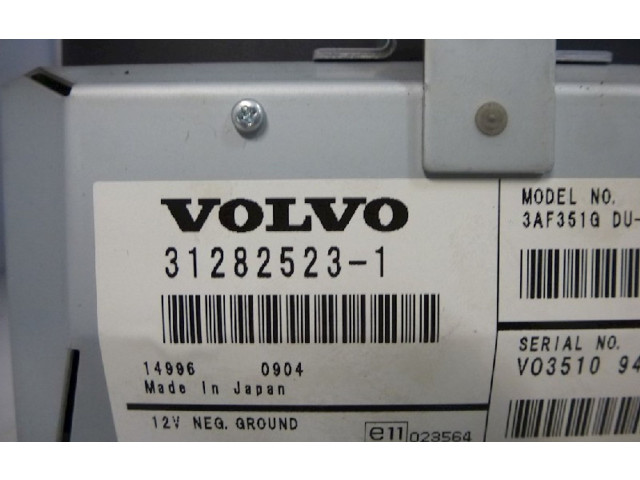 VOLVO
31282523-1
14996 0904
Made In Japan
12V NEG. GROUND
e11 023564
MODEL NO.
3AF351G DU-
SERIAL NO.
VO3510 94